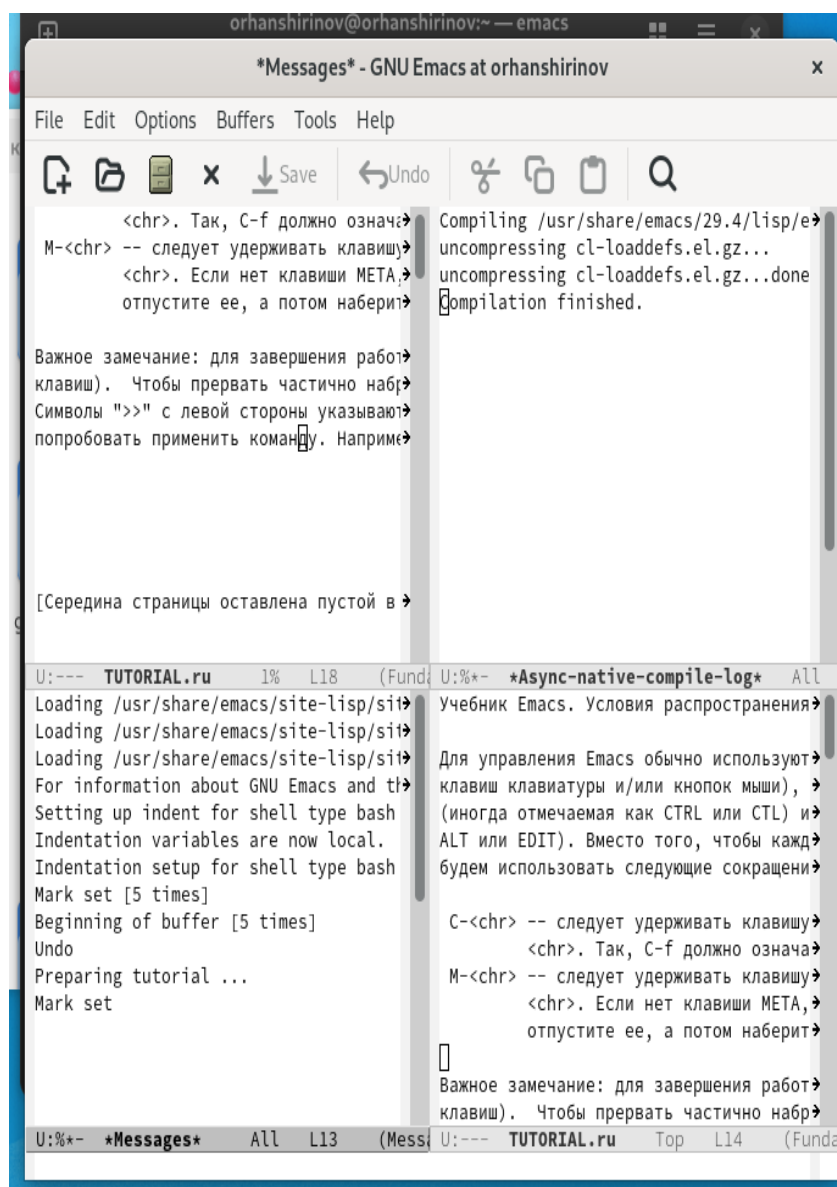 orhanshirinov@orhanshirinov:~ — emacs
*Messages* - GNU Emacs at orhanshirinov
File Edit Options Buffers Tools Help
Save Undo
<chr>. Так, C-f должно означа
M-<chr> -- следует удерживать клавишу
<chr>. Если нет клавиши META,
отпустите ее, а потом наберит
Важное замечание: для завершения работ
клавиш).  Чтобы прервать частично наб
Символы ">>" с левой стороны указывают
попробовать применить команду. Наприме
[Середина страницы оставлена пустой в
U:--- TUTORIAL.ru 1% L18 (Funda
Compiling /usr/share/emacs/29.4/lisp/e
uncompressing cl-loaddefs.el.gz...
uncompressing cl-loaddefs.el.gz...done
Compilation finished.
U:%*- *Async-native-compile-log* All
Loading /usr/share/emacs/site-lisp/sit
Loading /usr/share/emacs/site-lisp/sit
Loading /usr/share/emacs/site-lisp/sit
For information about GNU Emacs and th
Setting up indent for shell type bash
Indentation variables are now local.
Indentation setup for shell type bash
Mark set [5 times]
Beginning of buffer [5 times]
Undo
Preparing tutorial ...
Mark set
U:%*- *Messages* All L13 (Messa
Учебник Emacs. Условия распространения
Для управления Emacs обычно используют
клавиш клавиатуры и/или кнопок мыши),
(иногда отмечаемая как CTRL или CTL) и
ALT или EDIT). Вместо того, чтобы кажд
будем использовать следующие сокращени
C-<chr> -- следует удерживать клавишу
<chr>. Так, C-f должно означа
M-<chr> -- следует удерживать клавишу
<chr>. Если нет клавиши META,
отпустите ее, а потом наберит
Важное замечание: для завершения работ
клавиш).  Чтобы прервать частично набр
U:--- TUTORIAL.ru Top L14 (Funda